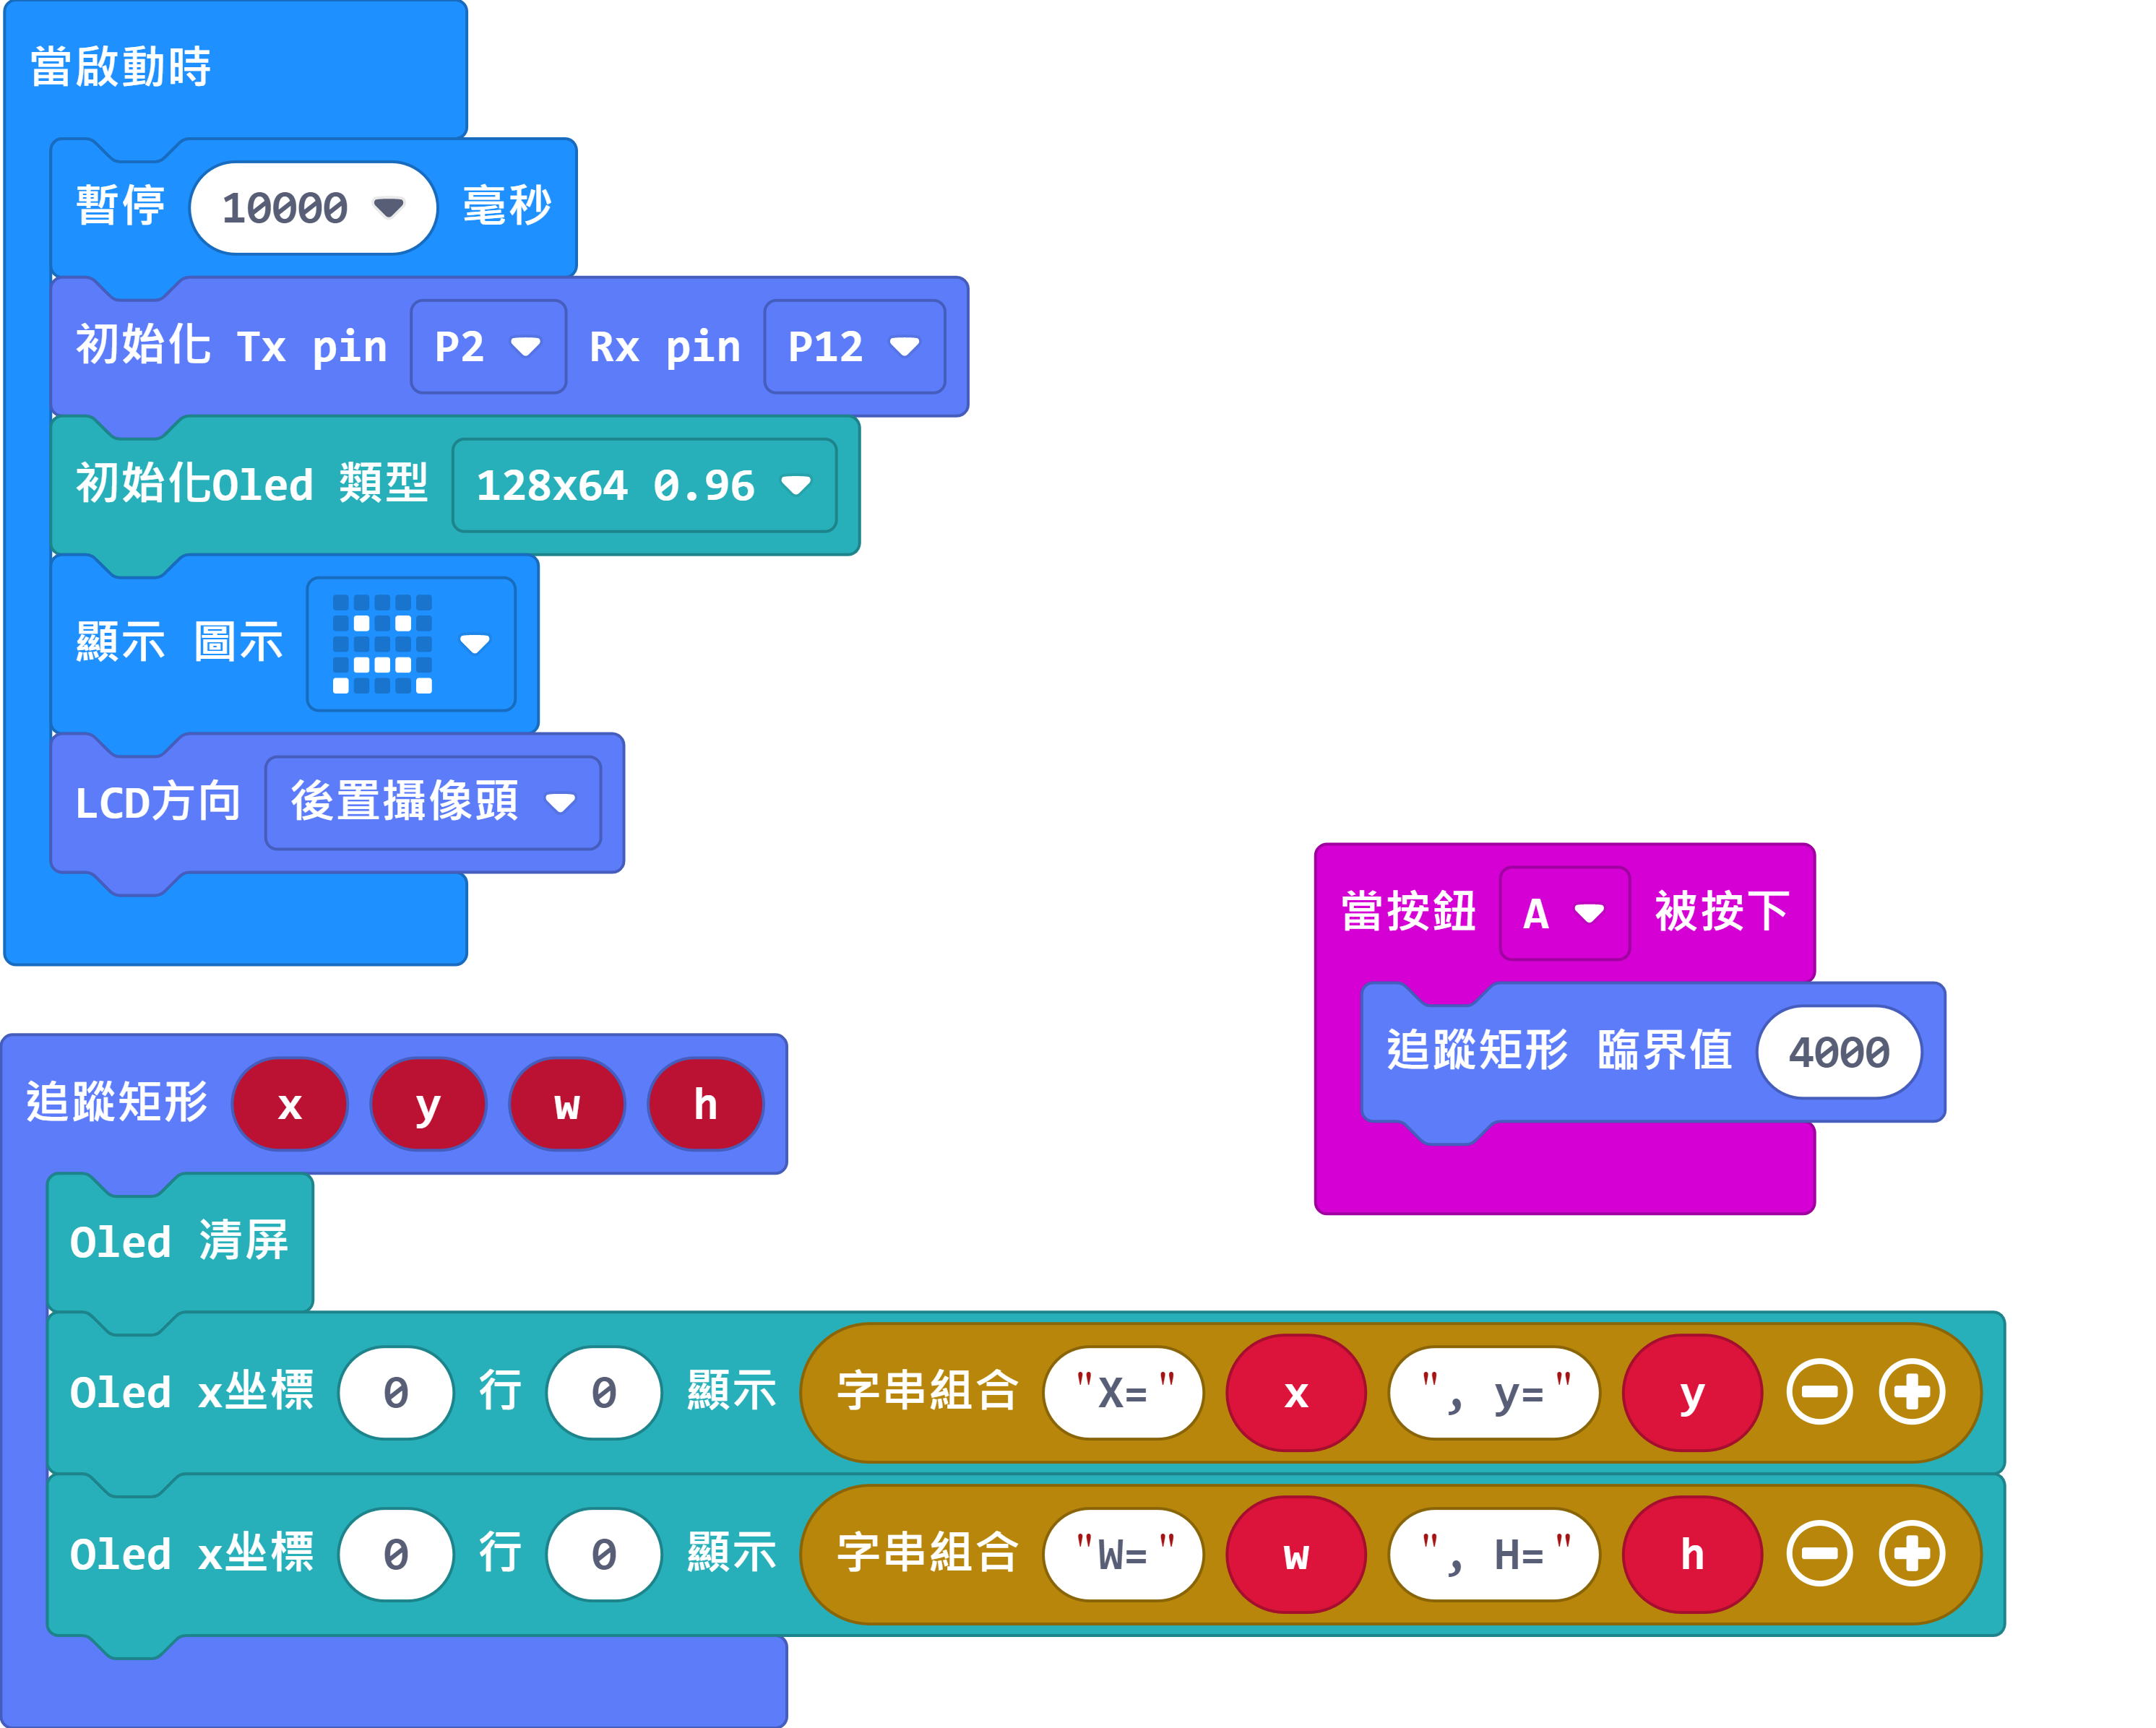 當啟動時
暫停 10000 毫秒
初始化 Tx pin P2 Rx pin P12
初始化Oled 類型 128x64 0.96
顯示 圖示
LCD方向 後置攝像頭
當按鈕 A 被按下
追蹤矩形 臨界值 4000
追蹤矩形 x y w h
Oled 清屏
Oled x坐標 0 行 0 顯示 字串組合 "X=" x ", y=" y
Oled x坐標 0 行 0 顯示 字串組合 "W=" w ", H=" h